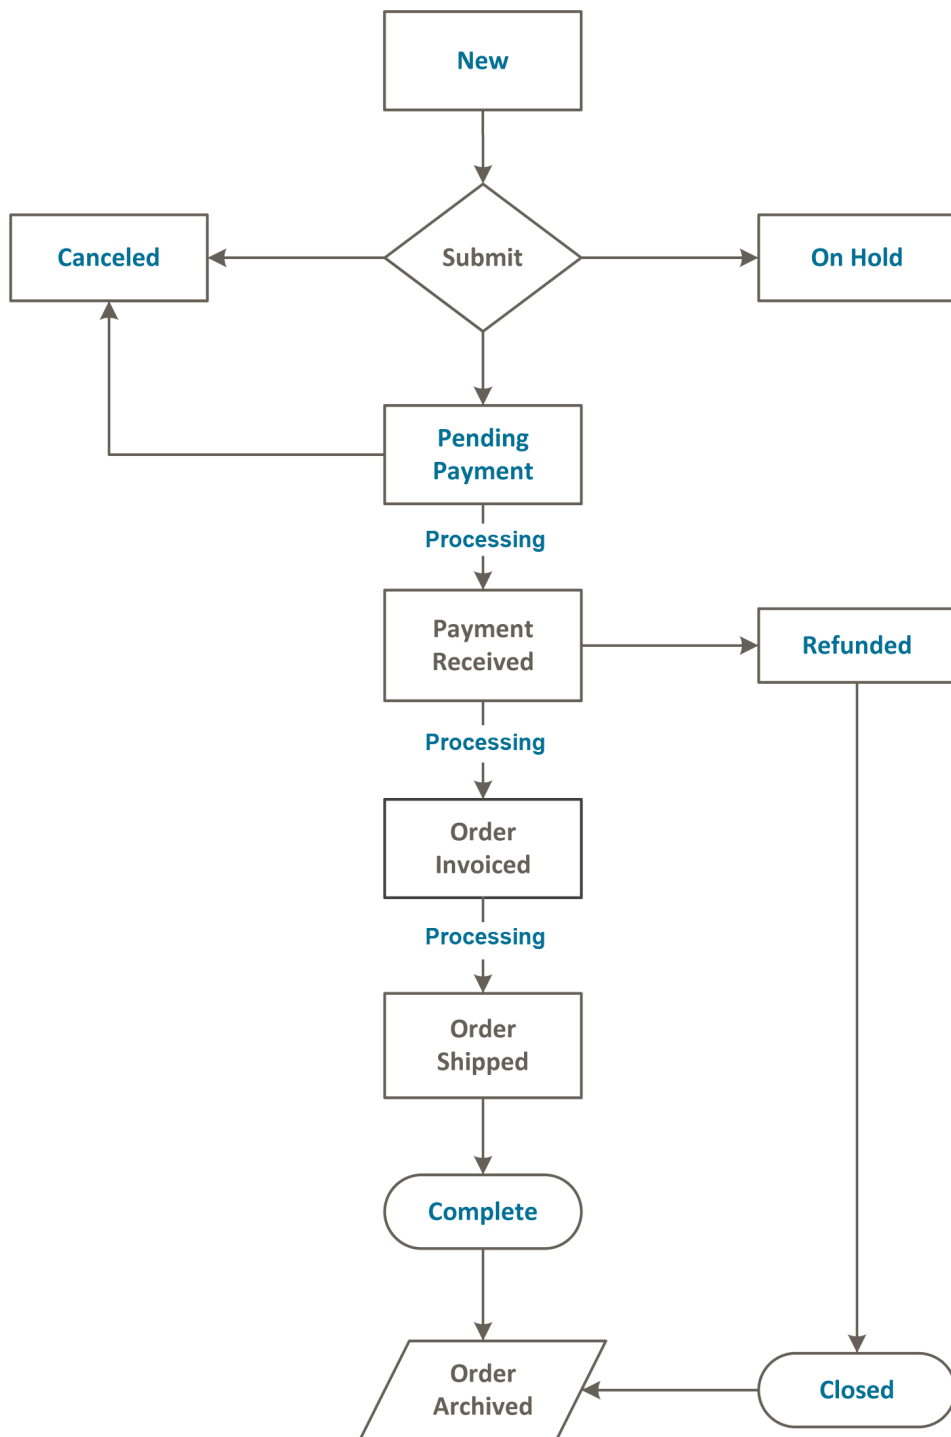 New
Canceled
Submit
On Hold
Pending
Payment
Processing
Payment
Received
Refunded
Processing
Order
Invoiced
Processing
Order
Shipped
Complete
Order
Archived
Closed